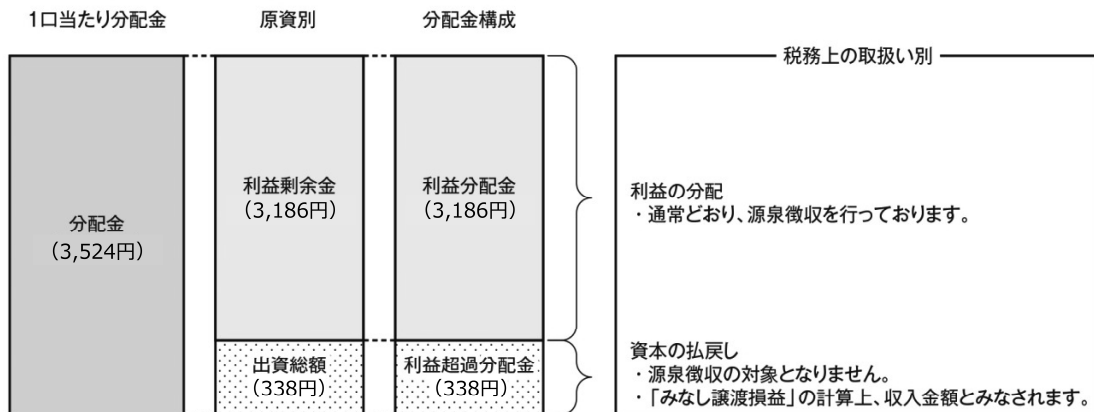 1口当たり分配金
原資別
分配金構成
税務上の取扱い別
分配金
（3,524円）
利益剰余金
（3,186円）
利益分配金
（3,186円）
利益の分配
・通常どおり、源泉徴収を行っております。
出資総額
（338円）
利益超過分配金
（338円）
資本の払戻し
・源泉徴収の対象となりません。
・「みなし譲渡損益」の計算上、収入金額とみなされます。